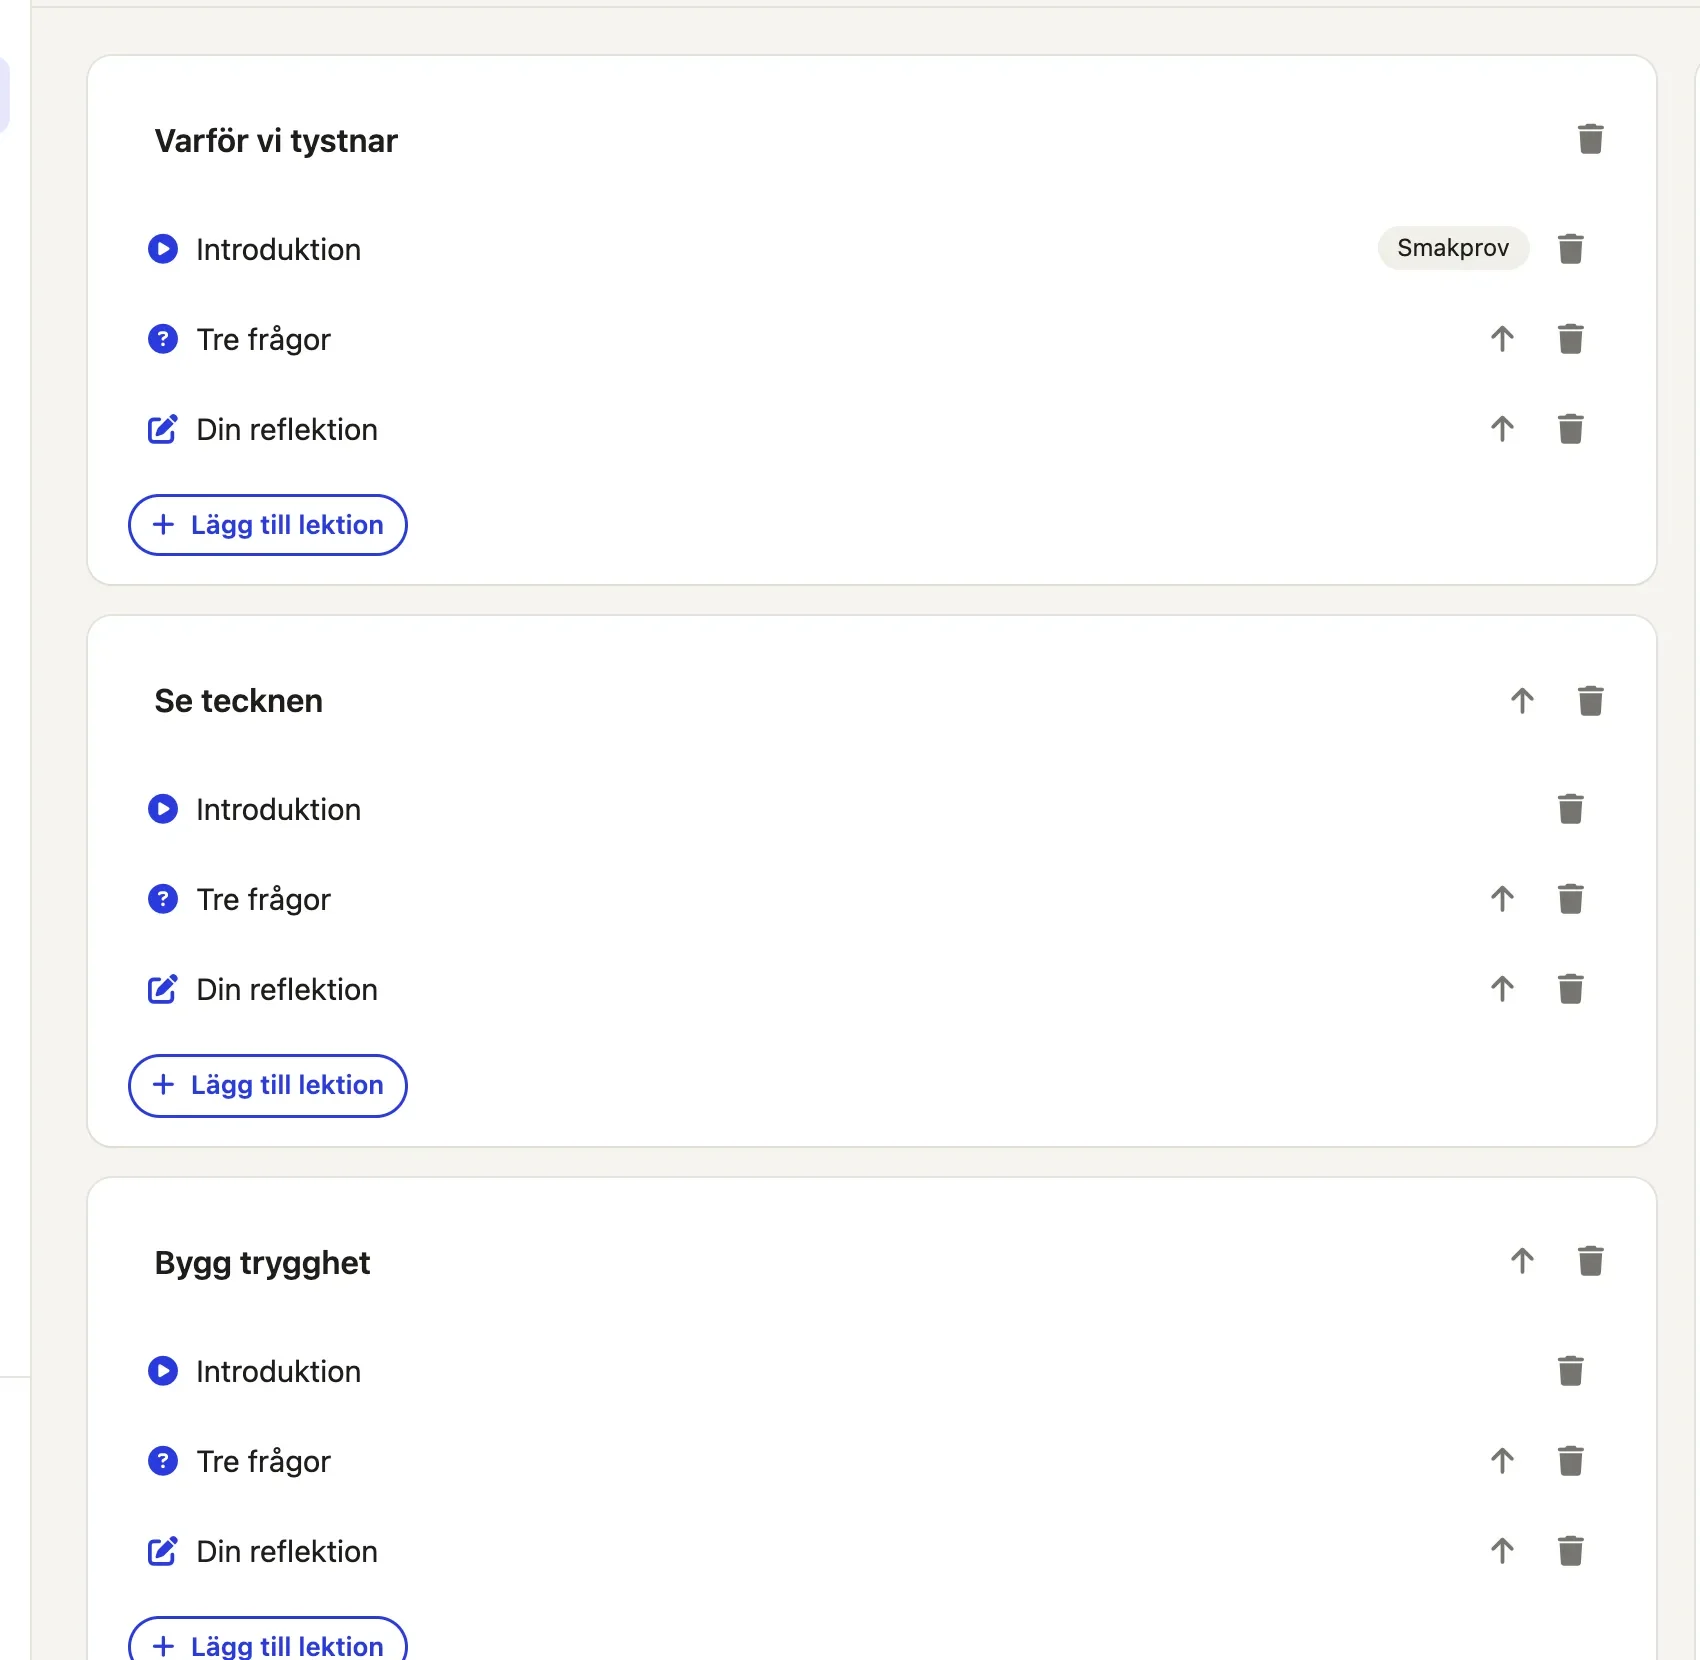 Varför vi tystnar
Introduktion
Smakprov
Tre frågor
Din reflektion
+ Lägg till lektion
Se tecknen
Introduktion
Tre frågor
Din reflektion
+ Lägg till lektion
Bygg trygghet
Introduktion
Tre frågor
Din reflektion
+ Lägg till lektion